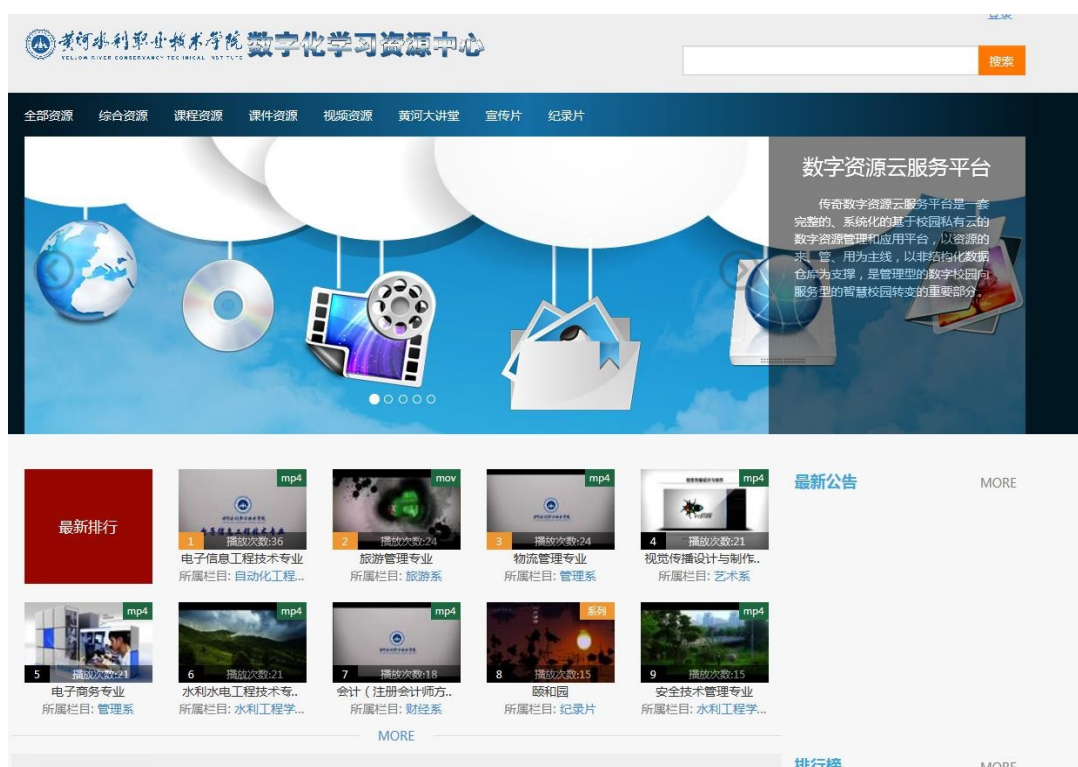 登录
黄河水利职业技术学院 数字化学习资源中心
YELLOW RIVER CONSERVANCY TECHNICAL INSTITUTE
搜索
全部资源 综合资源 课程资源 课件资源 视频资源 黄河大讲堂 宣传片 纪录片
数字资源云服务平台
传奇数字资源云服务平台是一套
完整的、系统化的基于校园私有云的
数字资源管理和应用平台，以资源的
来、管、用为主线，以非结构化数据
仓库为支撑，是管理型的数字校园向
服务型的智慧校园转变的重要部分。
最新排行
mp4
电子信息工程技术专业
1 播放次数:36
电子信息工程技术专业
所属栏目: 自动化工程...
mov
2 播放次数:24
旅游管理专业
所属栏目: 旅游系
mp4
3 播放次数:24
物流管理专业
所属栏目: 管理系
mp4
视觉传播设计与制作
4 播放次数:21
视觉传播设计与制作..
所属栏目: 艺术系
最新公告 MORE
mp4
5 播放次数:21
电子商务专业
所属栏目: 管理系
mp4
6 播放次数:21
水利水电工程技术专..
所属栏目: 水利工程学...
mp4
7 播放次数:18
会计（注册会计师方..
所属栏目: 财经系
系列
8 播放次数:15
颐和园
所属栏目: 纪录片
mp4
9 播放次数:15
安全技术管理专业
所属栏目: 水利工程学...
MORE
排行榜 MORE